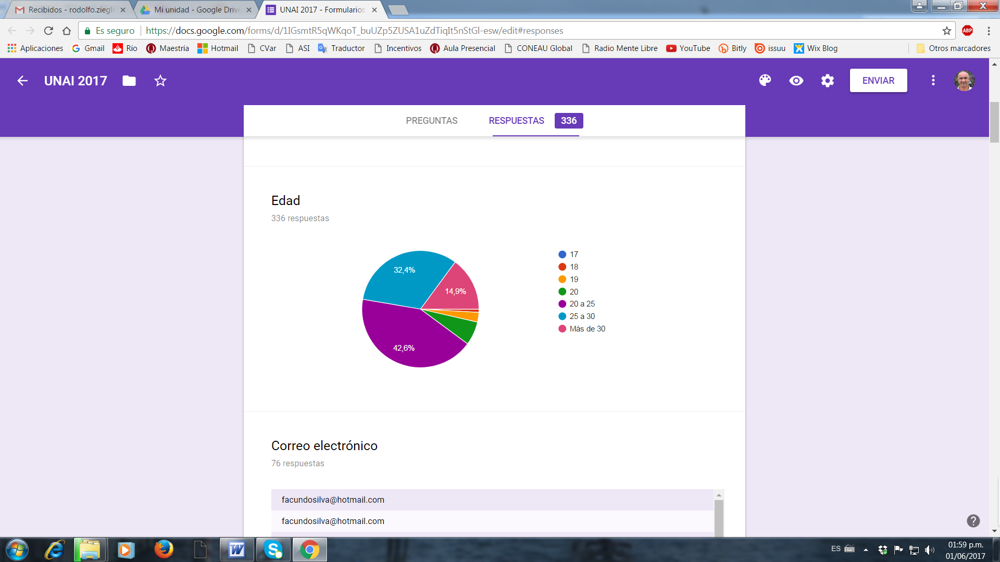 Recibidos - rodolfo.ziegle
Mi unidad - Google Drive
UNAI 2017 - Formularios
Es seguro
https://docs.google.com/forms/d/1IGsmtR5qWKqoT_buUZp5ZUSA1uZdTiqIt5nStGl-esw/edit#responses
ABP
Aplicaciones
Gmail
Río
Maestría
Hotmail
CVar
ASI
Traductor
Incentivos
Aula Presencial
CONEAU Global
Radio Mente Libre
YouTube
Bitly
issuu
Wix Blog
Otros marcadores
UNAI 2017
ENVIAR
PREGUNTAS
RESPUESTAS 336
Edad
336 respuestas
32,4%
14,9%
42,6%
17
18
19
20
20 a 25
25 a 30
Más de 30
Correo electrónico
76 respuestas
facundosilva@hotmail.com
facundosilva@hotmail.com
ES
01:59 p.m.
01/06/2017